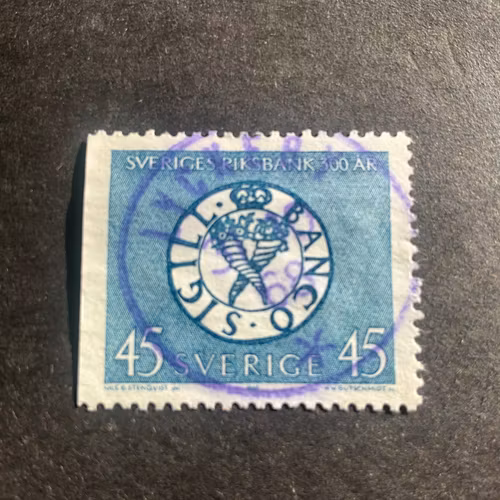 SVERIGES RIKSBANK 300 ÅR
SIGILL · BANCO ·
45 SVERIGE 45